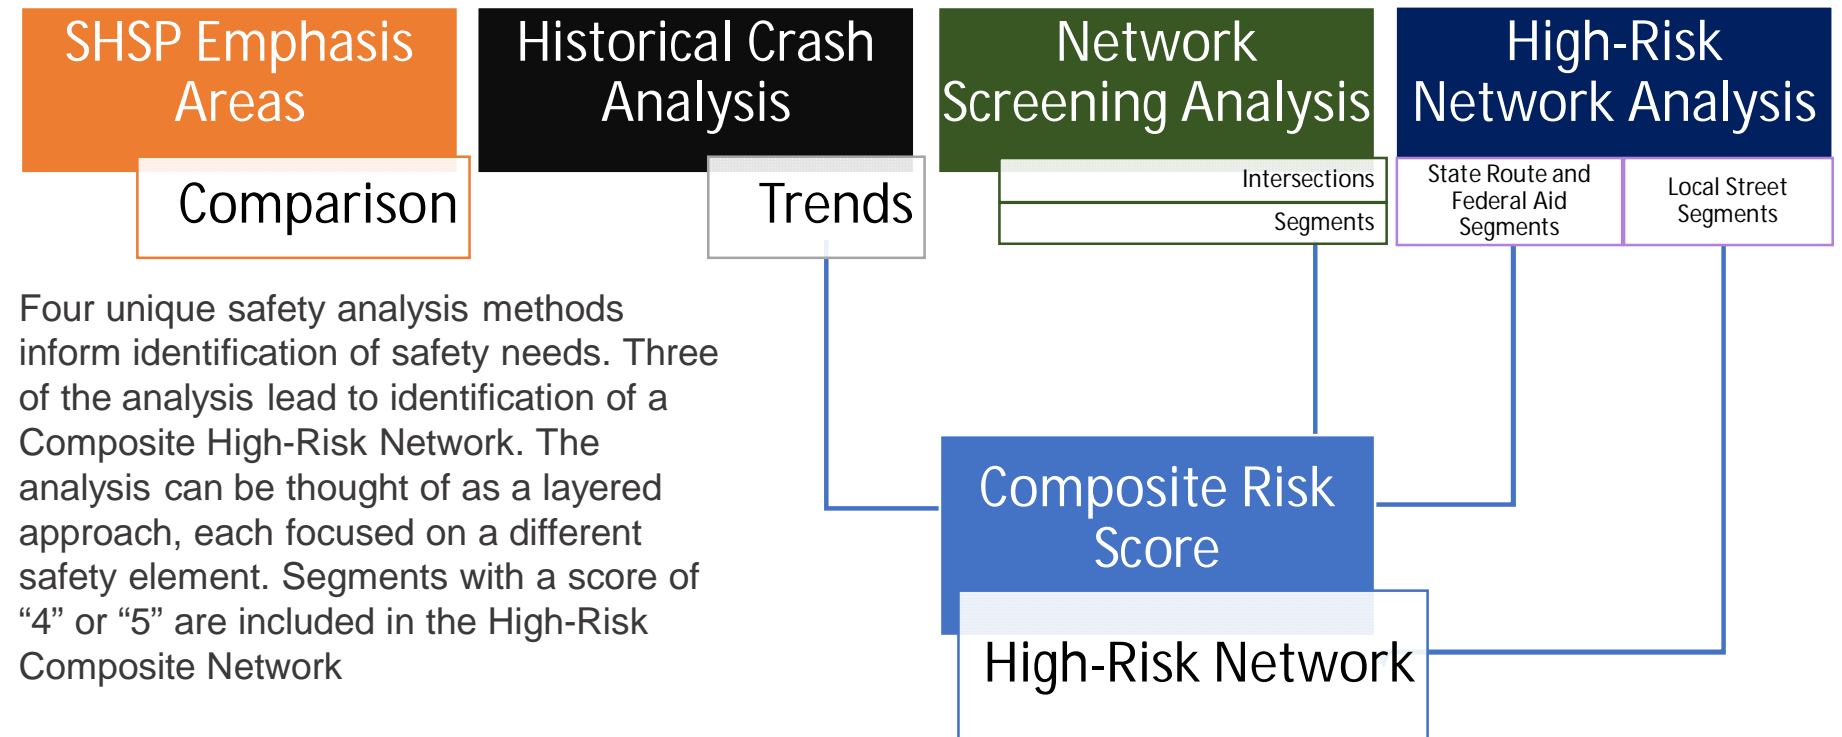 SHSP Emphasis
Areas
Comparison
Historical Crash
Analysis
Trends
Network
Screening Analysis
Intersections
Segments
High-Risk
Network Analysis
State Route and
Federal Aid
Segments
Local Street
Segments
Four unique safety analysis methods
inform identification of safety needs. Three
of the analysis lead to identification of a
Composite High-Risk Network. The
analysis can be thought of as a layered
approach, each focused on a different
safety element. Segments with a score of
“4” or “5” are included in the High-Risk
Composite Network
Composite Risk
Score
High-Risk Network